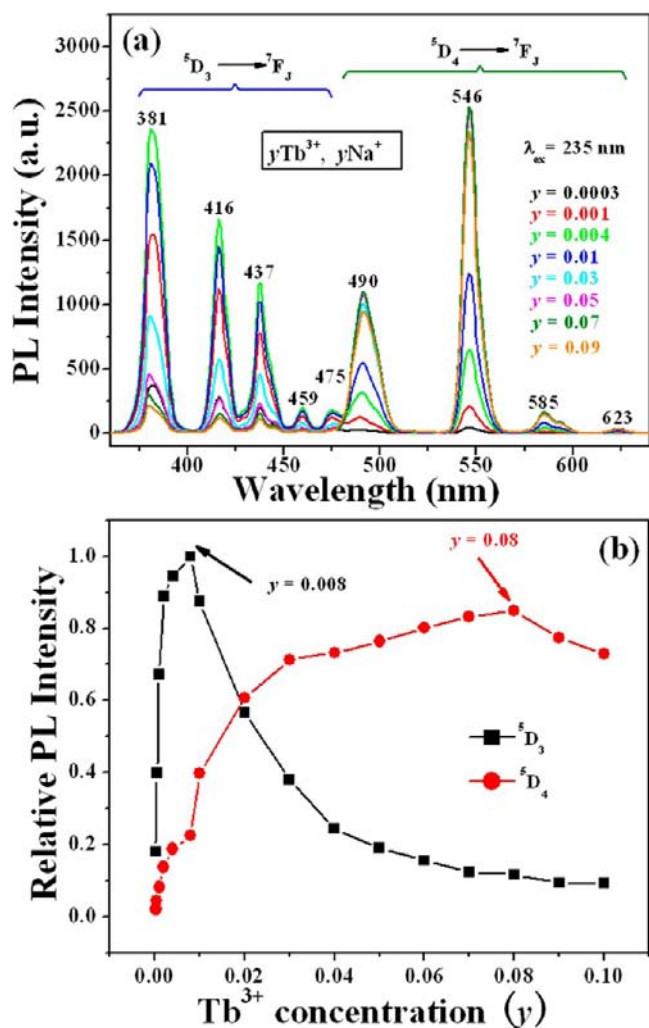 (a)
⁵D₃ → ⁷F_J
⁵D₄ → ⁷F_J
381
416
437
459
475
490
546
585
623
yTb³⁺, yNa⁺
λₑₓ = 235 nm
y = 0.0003
y = 0.001
y = 0.004
y = 0.01
y = 0.03
y = 0.05
y = 0.07
y = 0.09
PL Intensity (a.u.)
3000
2500
2000
1500
1000
500
0
400 450 500 550 600
Wavelength (nm)
(b)
y = 0.008
y = 0.08
⁵D₃
⁵D₄
Relative PL Intensity
1.0
0.8
0.6
0.4
0.2
0.0
0.00 0.02 0.04 0.06 0.08 0.10
Tb³⁺ concentration (y)